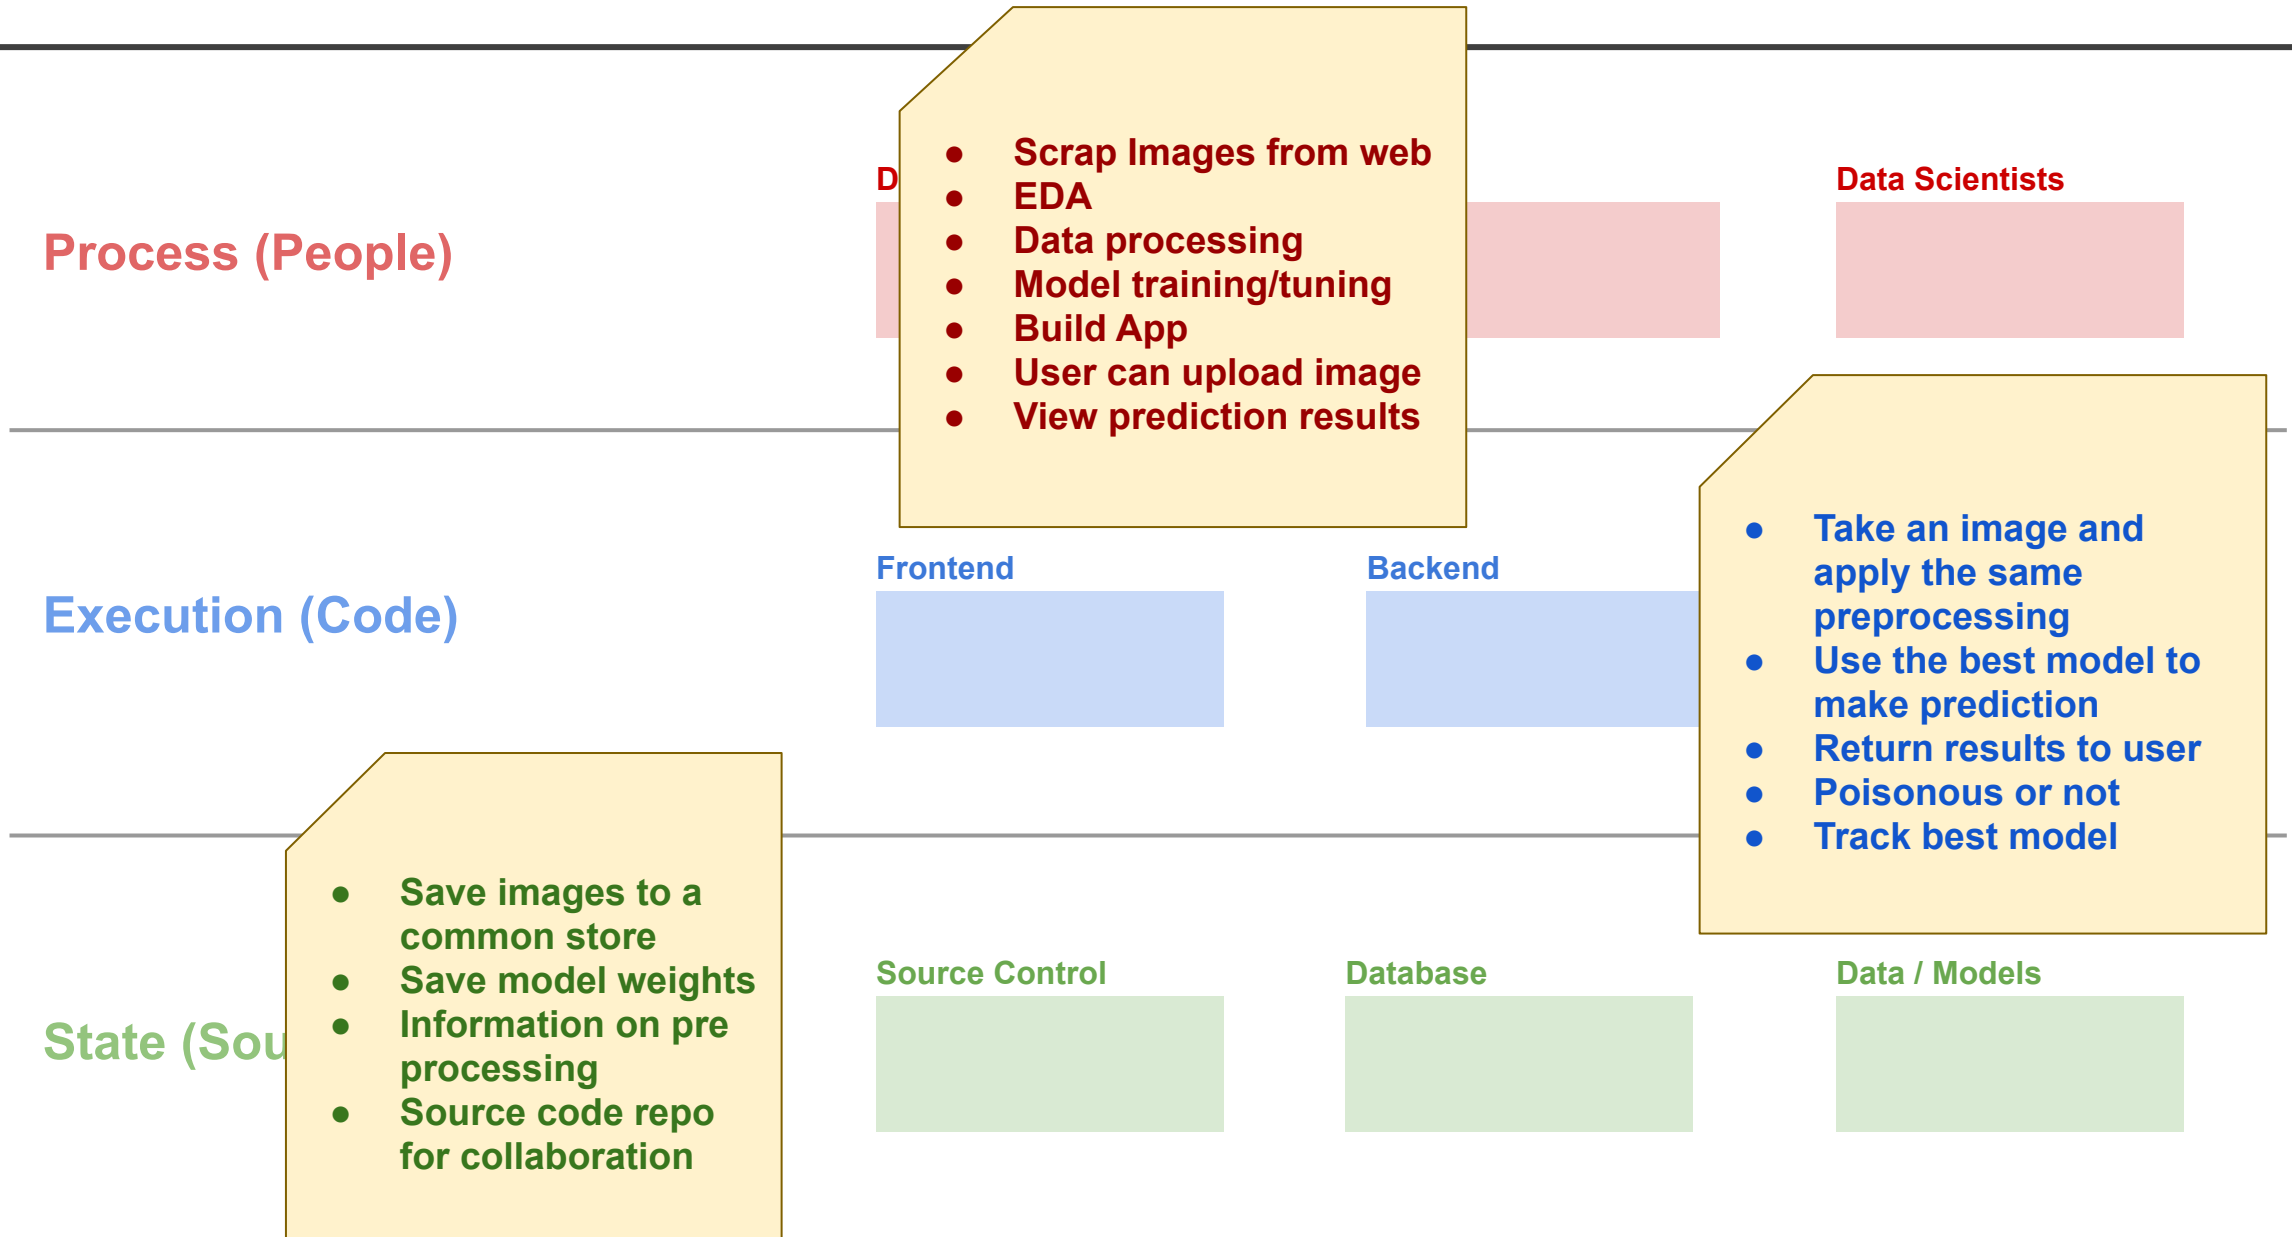 Process (People)
D
Data Scientists
● Scrap Images from web
● EDA
● Data processing
● Model training/tuning
● Build App
● User can upload image
● View prediction results
Execution (Code)
Frontend
Backend
● Take an image and
apply the same
preprocessing
● Use the best model to
make prediction
● Return results to user
● Poisonous or not
● Track best model
State (Sou
● Save images to a
common store
● Save model weights
● Information on pre
processing
● Source code repo
for collaboration
Source Control
Database
Data / Models